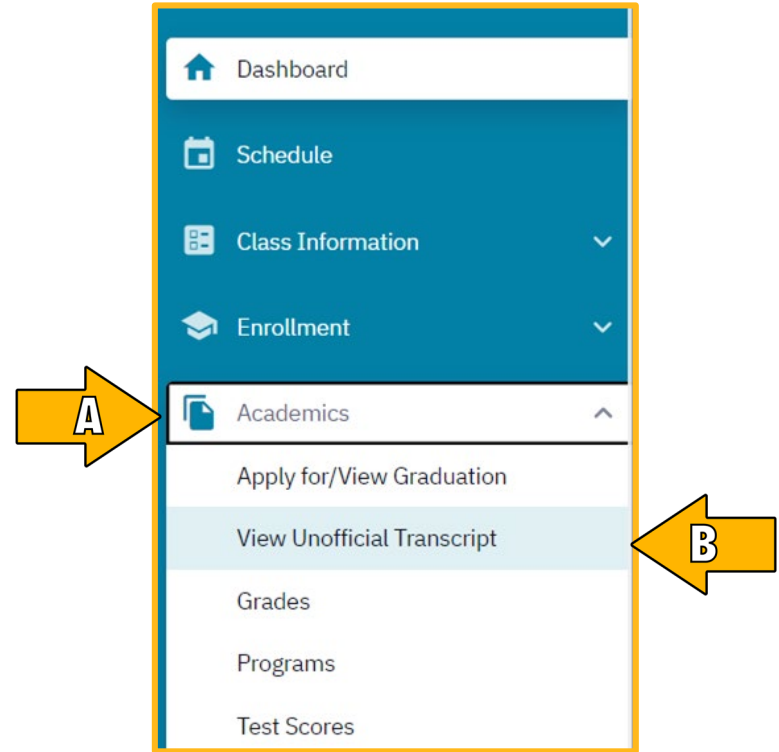 Dashboard
Schedule
Class Information
Enrollment
A
Academics
Apply for/View Graduation
View Unofficial Transcript
B
Grades
Programs
Test Scores